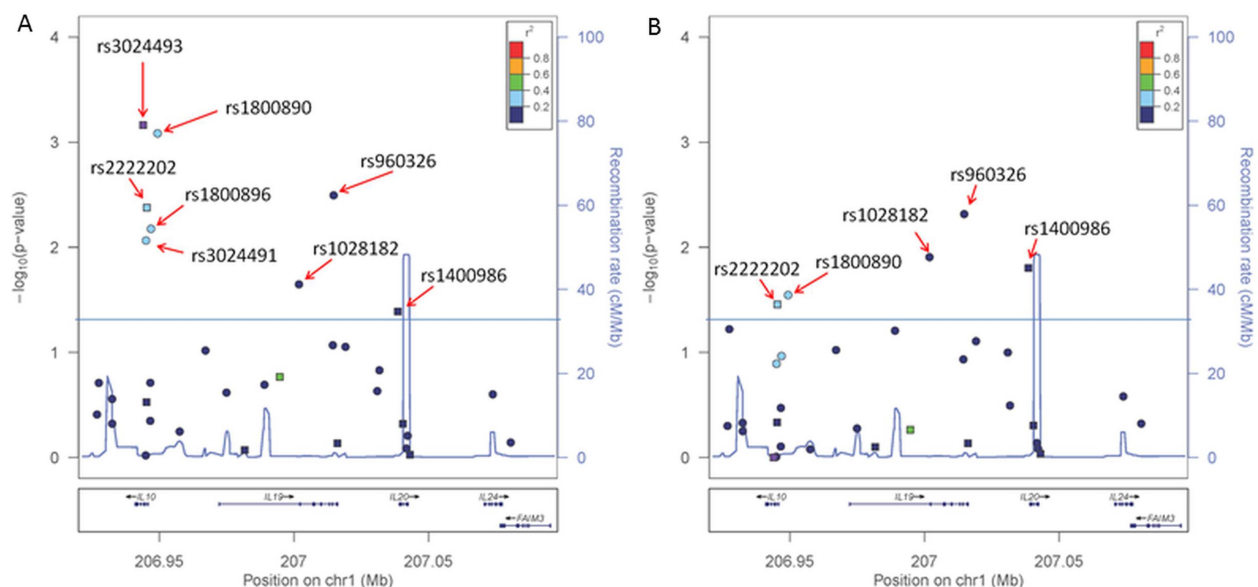 A
rs3024493
rs1800890
rs2222202
rs1800896
rs3024491
rs960326
rs1028182
rs1400986
r²
0.8
0.6
0.4
0.2
4
3
2
1
0
−log₁₀(p−value)
100
80
60
40
20
0
Recombination rate (cM/Mb)
←IL10
IL19→
IL20→
IL24→
←FAIM3
206.95
207
207.05
Position on chr1 (Mb)
B
rs960326
rs1028182
rs1400986
rs2222202
rs1800890
r²
0.8
0.6
0.4
0.2
4
3
2
1
0
−log₁₀(p−value)
100
80
60
40
20
0
Recombination rate (cM/Mb)
←IL10
IL19→
IL20→
IL24→
←FAIM3
206.95
207
207.05
Position on chr1 (Mb)